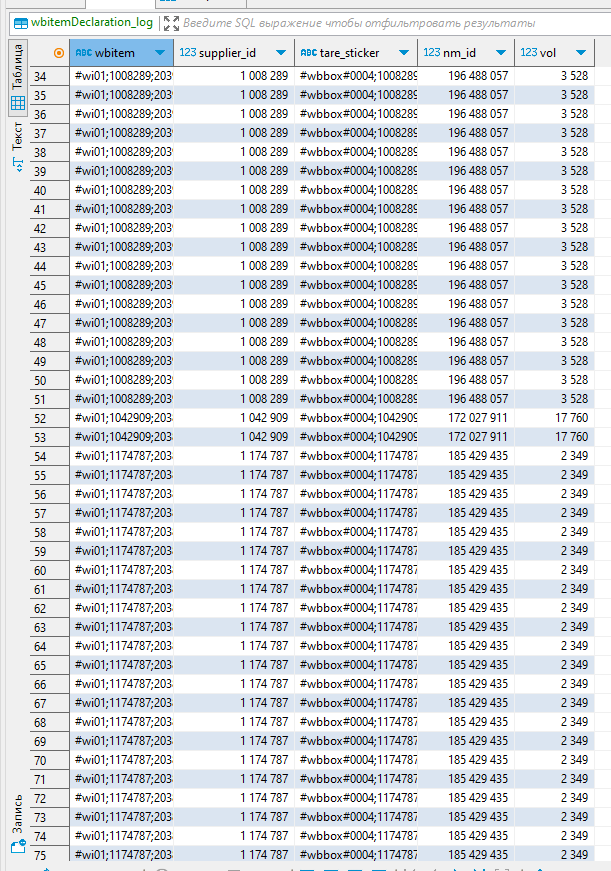 wbitemDeclaration_log Введите SQL выражение чтобы отфильтровать результаты
Таблица
Текст
Запись
ABC wbitem 123 supplier_id ABC tare_sticker 123 nm_id 123 vol
34 #wi01;1008289;203 1 008 289 #wbbox#0004;1008289 196 488 057 3 528
35 #wi01;1008289;203 1 008 289 #wbbox#0004;1008289 196 488 057 3 528
36 #wi01;1008289;203 1 008 289 #wbbox#0004;1008289 196 488 057 3 528
37 #wi01;1008289;203 1 008 289 #wbbox#0004;1008289 196 488 057 3 528
38 #wi01;1008289;203 1 008 289 #wbbox#0004;1008289 196 488 057 3 528
39 #wi01;1008289;203 1 008 289 #wbbox#0004;1008289 196 488 057 3 528
40 #wi01;1008289;203 1 008 289 #wbbox#0004;1008289 196 488 057 3 528
41 #wi01;1008289;203 1 008 289 #wbbox#0004;1008289 196 488 057 3 528
42 #wi01;1008289;203 1 008 289 #wbbox#0004;1008289 196 488 057 3 528
43 #wi01;1008289;203 1 008 289 #wbbox#0004;1008289 196 488 057 3 528
44 #wi01;1008289;203 1 008 289 #wbbox#0004;1008289 196 488 057 3 528
45 #wi01;1008289;203 1 008 289 #wbbox#0004;1008289 196 488 057 3 528
46 #wi01;1008289;203 1 008 289 #wbbox#0004;1008289 196 488 057 3 528
47 #wi01;1008289;203 1 008 289 #wbbox#0004;1008289 196 488 057 3 528
48 #wi01;1008289;203 1 008 289 #wbbox#0004;1008289 196 488 057 3 528
49 #wi01;1008289;203 1 008 289 #wbbox#0004;1008289 196 488 057 3 528
50 #wi01;1008289;203 1 008 289 #wbbox#0004;1008289 196 488 057 3 528
51 #wi01;1008289;203 1 008 289 #wbbox#0004;1008289 196 488 057 3 528
52 #wi01;1042909;203 1 042 909 #wbbox#0004;1042909 172 027 911 17 760
53 #wi01;1042909;203 1 042 909 #wbbox#0004;1042909 172 027 911 17 760
54 #wi01;1174787;203 1 174 787 #wbbox#0004;1174787 185 429 435 2 349
55 #wi01;1174787;203 1 174 787 #wbbox#0004;1174787 185 429 435 2 349
56 #wi01;1174787;203 1 174 787 #wbbox#0004;1174787 185 429 435 2 349
57 #wi01;1174787;203 1 174 787 #wbbox#0004;1174787 185 429 435 2 349
58 #wi01;1174787;203 1 174 787 #wbbox#0004;1174787 185 429 435 2 349
59 #wi01;1174787;203 1 174 787 #wbbox#0004;1174787 185 429 435 2 349
60 #wi01;1174787;203 1 174 787 #wbbox#0004;1174787 185 429 435 2 349
61 #wi01;1174787;203 1 174 787 #wbbox#0004;1174787 185 429 435 2 349
62 #wi01;1174787;203 1 174 787 #wbbox#0004;1174787 185 429 435 2 349
63 #wi01;1174787;203 1 174 787 #wbbox#0004;1174787 185 429 435 2 349
64 #wi01;1174787;203 1 174 787 #wbbox#0004;1174787 185 429 435 2 349
65 #wi01;1174787;203 1 174 787 #wbbox#0004;1174787 185 429 435 2 349
66 #wi01;1174787;203 1 174 787 #wbbox#0004;1174787 185 429 435 2 349
67 #wi01;1174787;203 1 174 787 #wbbox#0004;1174787 185 429 435 2 349
68 #wi01;1174787;203 1 174 787 #wbbox#0004;1174787 185 429 435 2 349
69 #wi01;1174787;203 1 174 787 #wbbox#0004;1174787 185 429 435 2 349
70 #wi01;1174787;203 1 174 787 #wbbox#0004;1174787 185 429 435 2 349
71 #wi01;1174787;203 1 174 787 #wbbox#0004;1174787 185 429 435 2 349
72 #wi01;1174787;203 1 174 787 #wbbox#0004;1174787 185 429 435 2 349
73 #wi01;1174787;203 1 174 787 #wbbox#0004;1174787 185 429 435 2 349
74 #wi01;1174787;203 1 174 787 #wbbox#0004;1174787 185 429 435 2 349
75 #wi01;1174787;203 1 174 787 #wbbox#0004;1174787 185 429 435 2 349